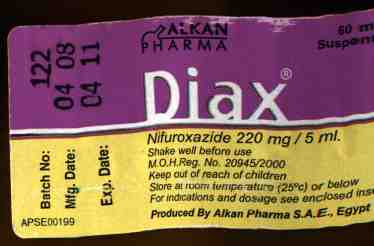 ALKAN
PHARMA
60 m
Suspen
Diax®
Nifuroxazide 220 mg / 5 ml.
Shake well before use
M.O.H.Reg. No. 20945/2000
Keep out of reach of children
Store at room temperature (25ºc) or below
For indications and dosage see enclosed inse
Produced By Alkan Pharma S.A.E., Egypt
Batch No: 122
Mfg. Date: 04 08
Exp. Date: 04 11
APSE00199